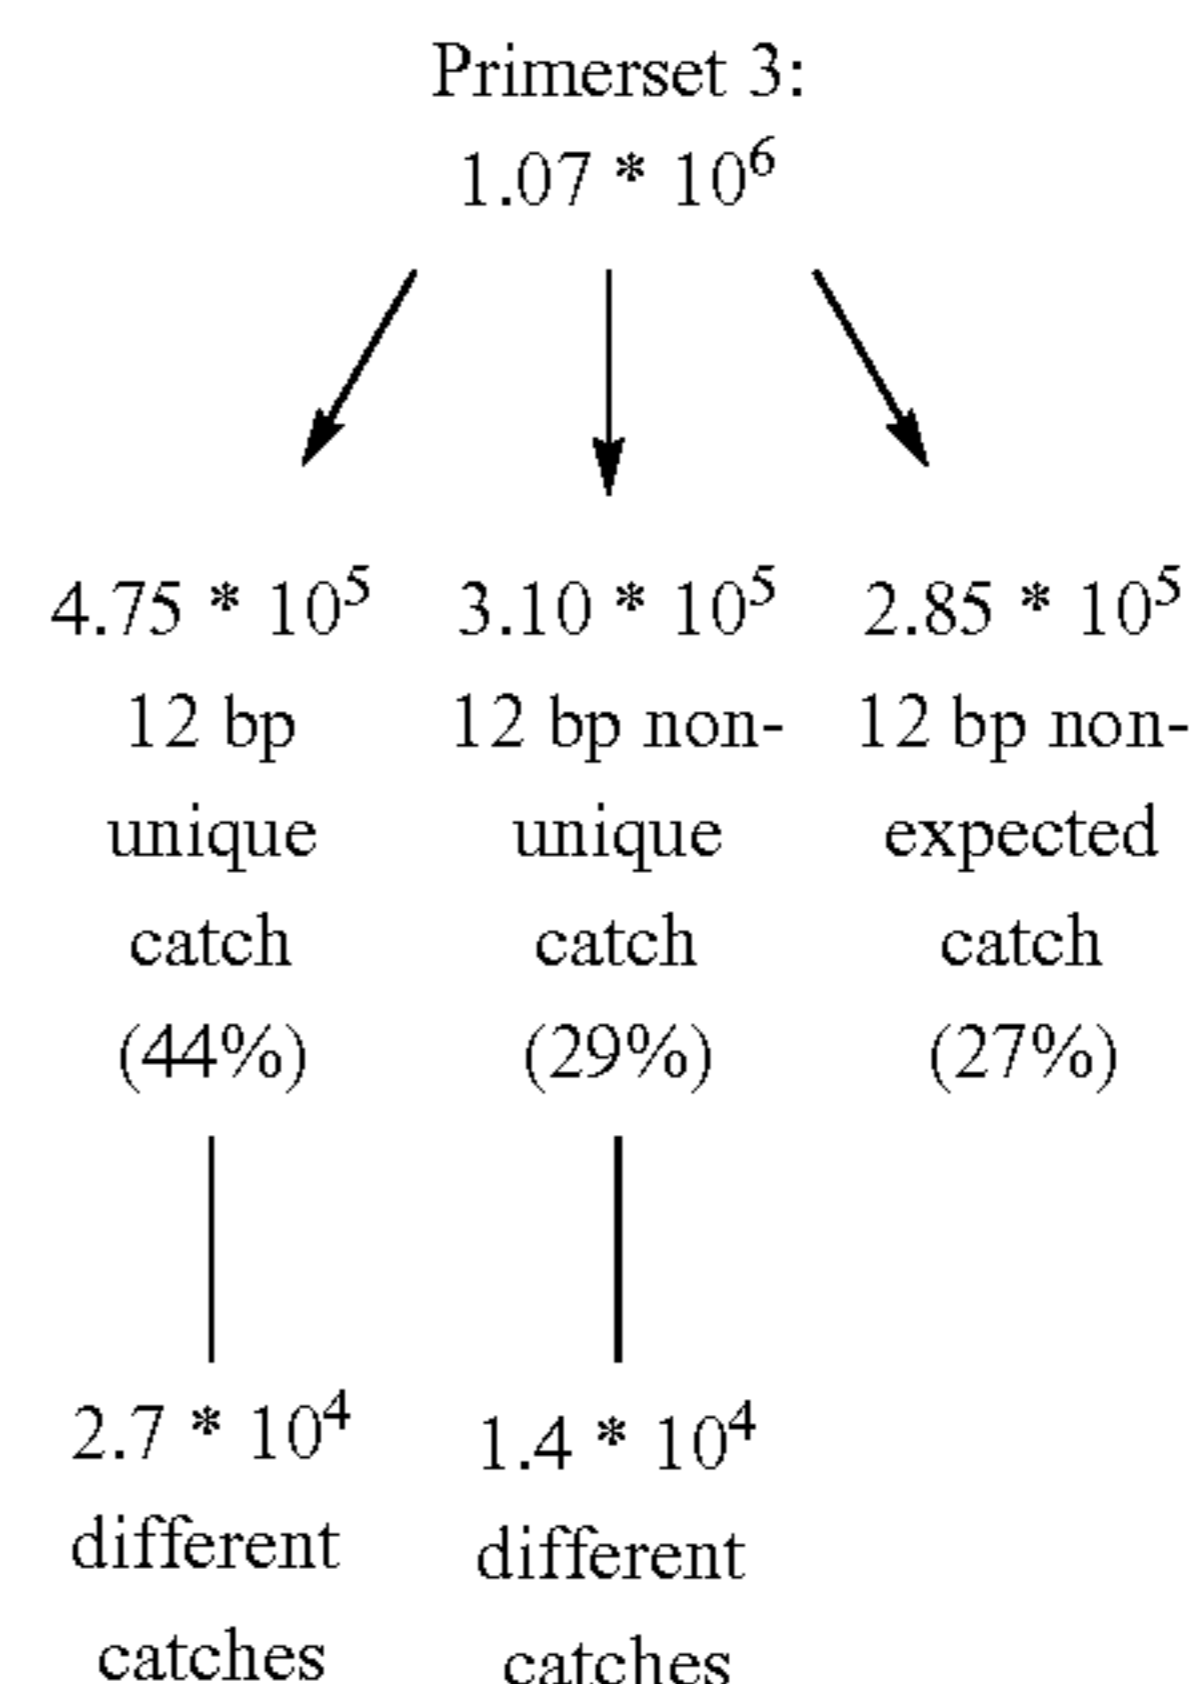 Primerset 3:
1.07 * 10^6
4.75 * 10^5
12 bp
unique
catch
(44%)
3.10 * 10^5
12 bp non-
unique
catch
(29%)
2.85 * 10^5
12 bp non-
expected
catch
(27%)
2.7 * 10^4
different
catches
1.4 * 10^4
different
catches